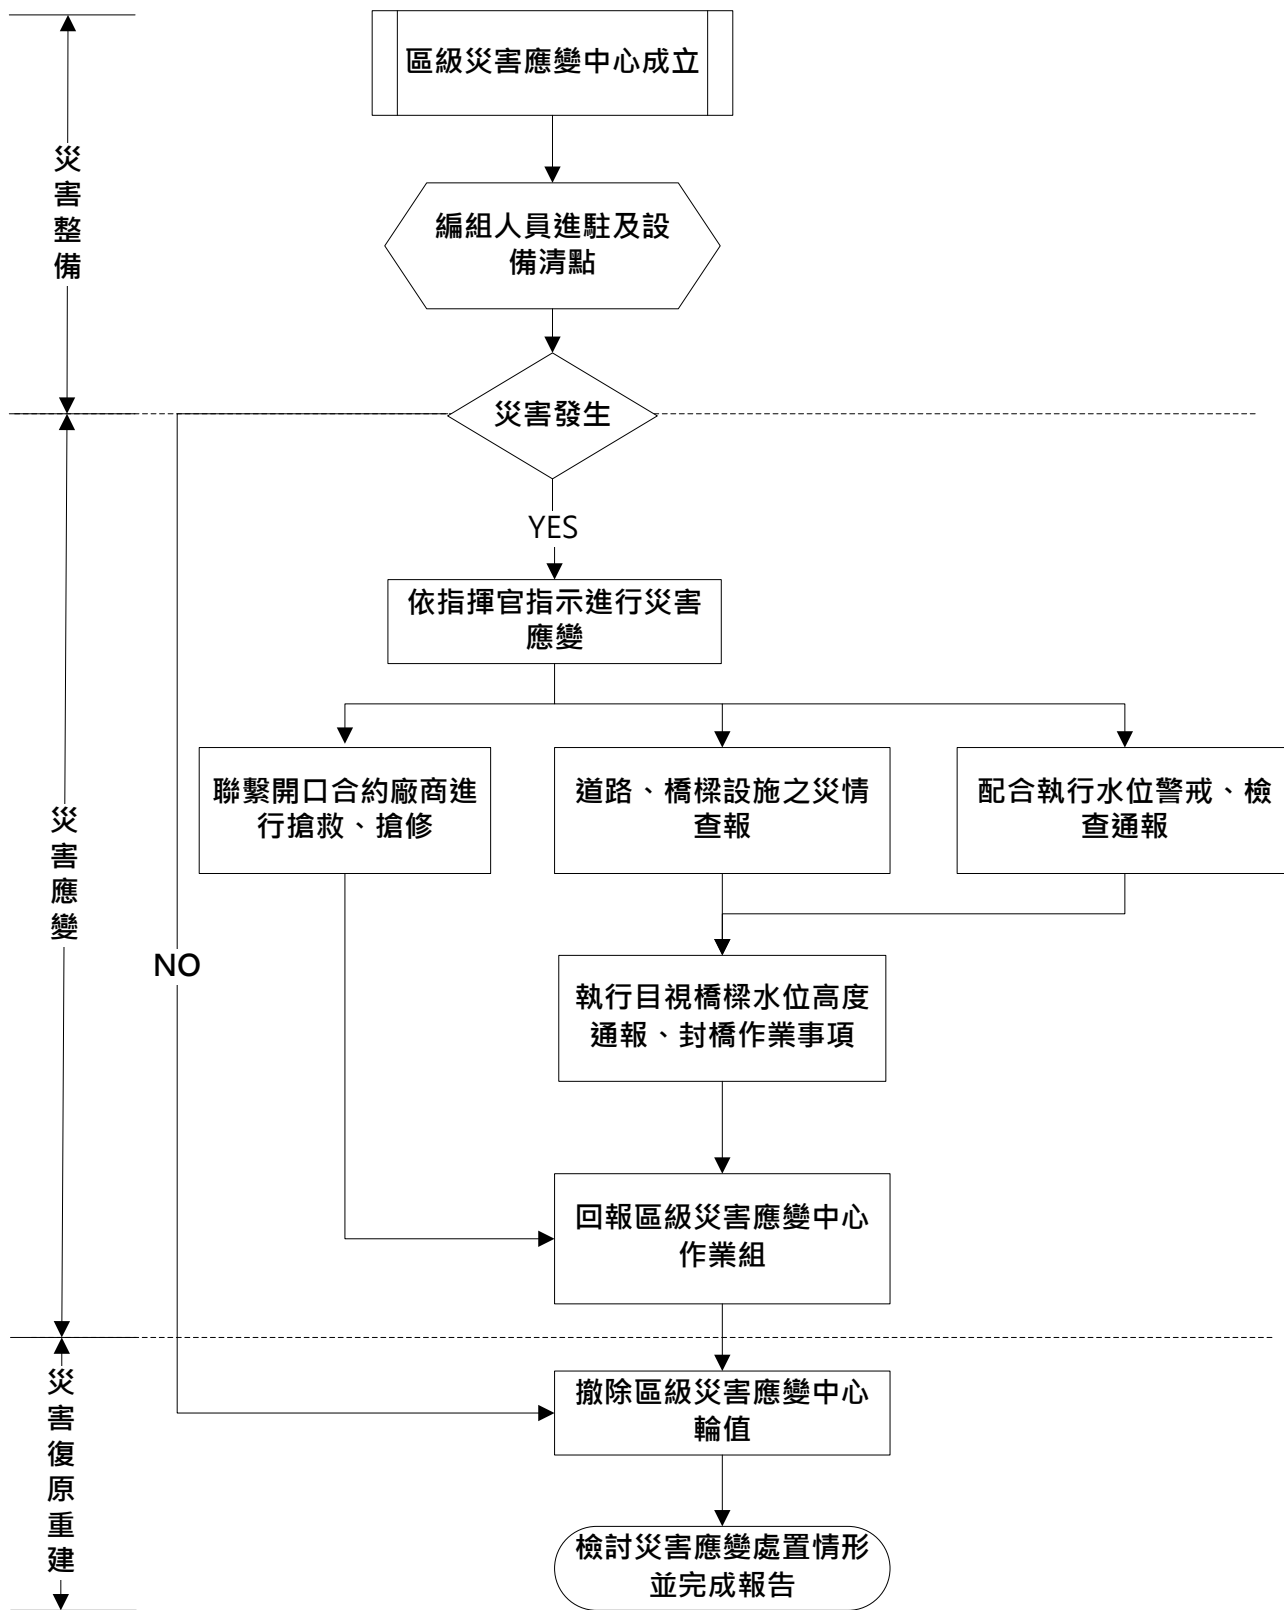 區級災害應變中心成立
災害整備
編組人員進駐及設
備清點
災害發生
YES
依指揮官指示進行災害
應變
災害應變
聯繫開口合約廠商進
行搶救、搶修
道路、橋樑設施之災情
查報
配合執行水位警戒、檢
查通報
NO
執行目視橋樑水位高度
通報、封橋作業事項
回報區級災害應變中心
作業組
災害復原重建
撤除區級災害應變中心
輪值
檢討災害應變處置情形
並完成報告